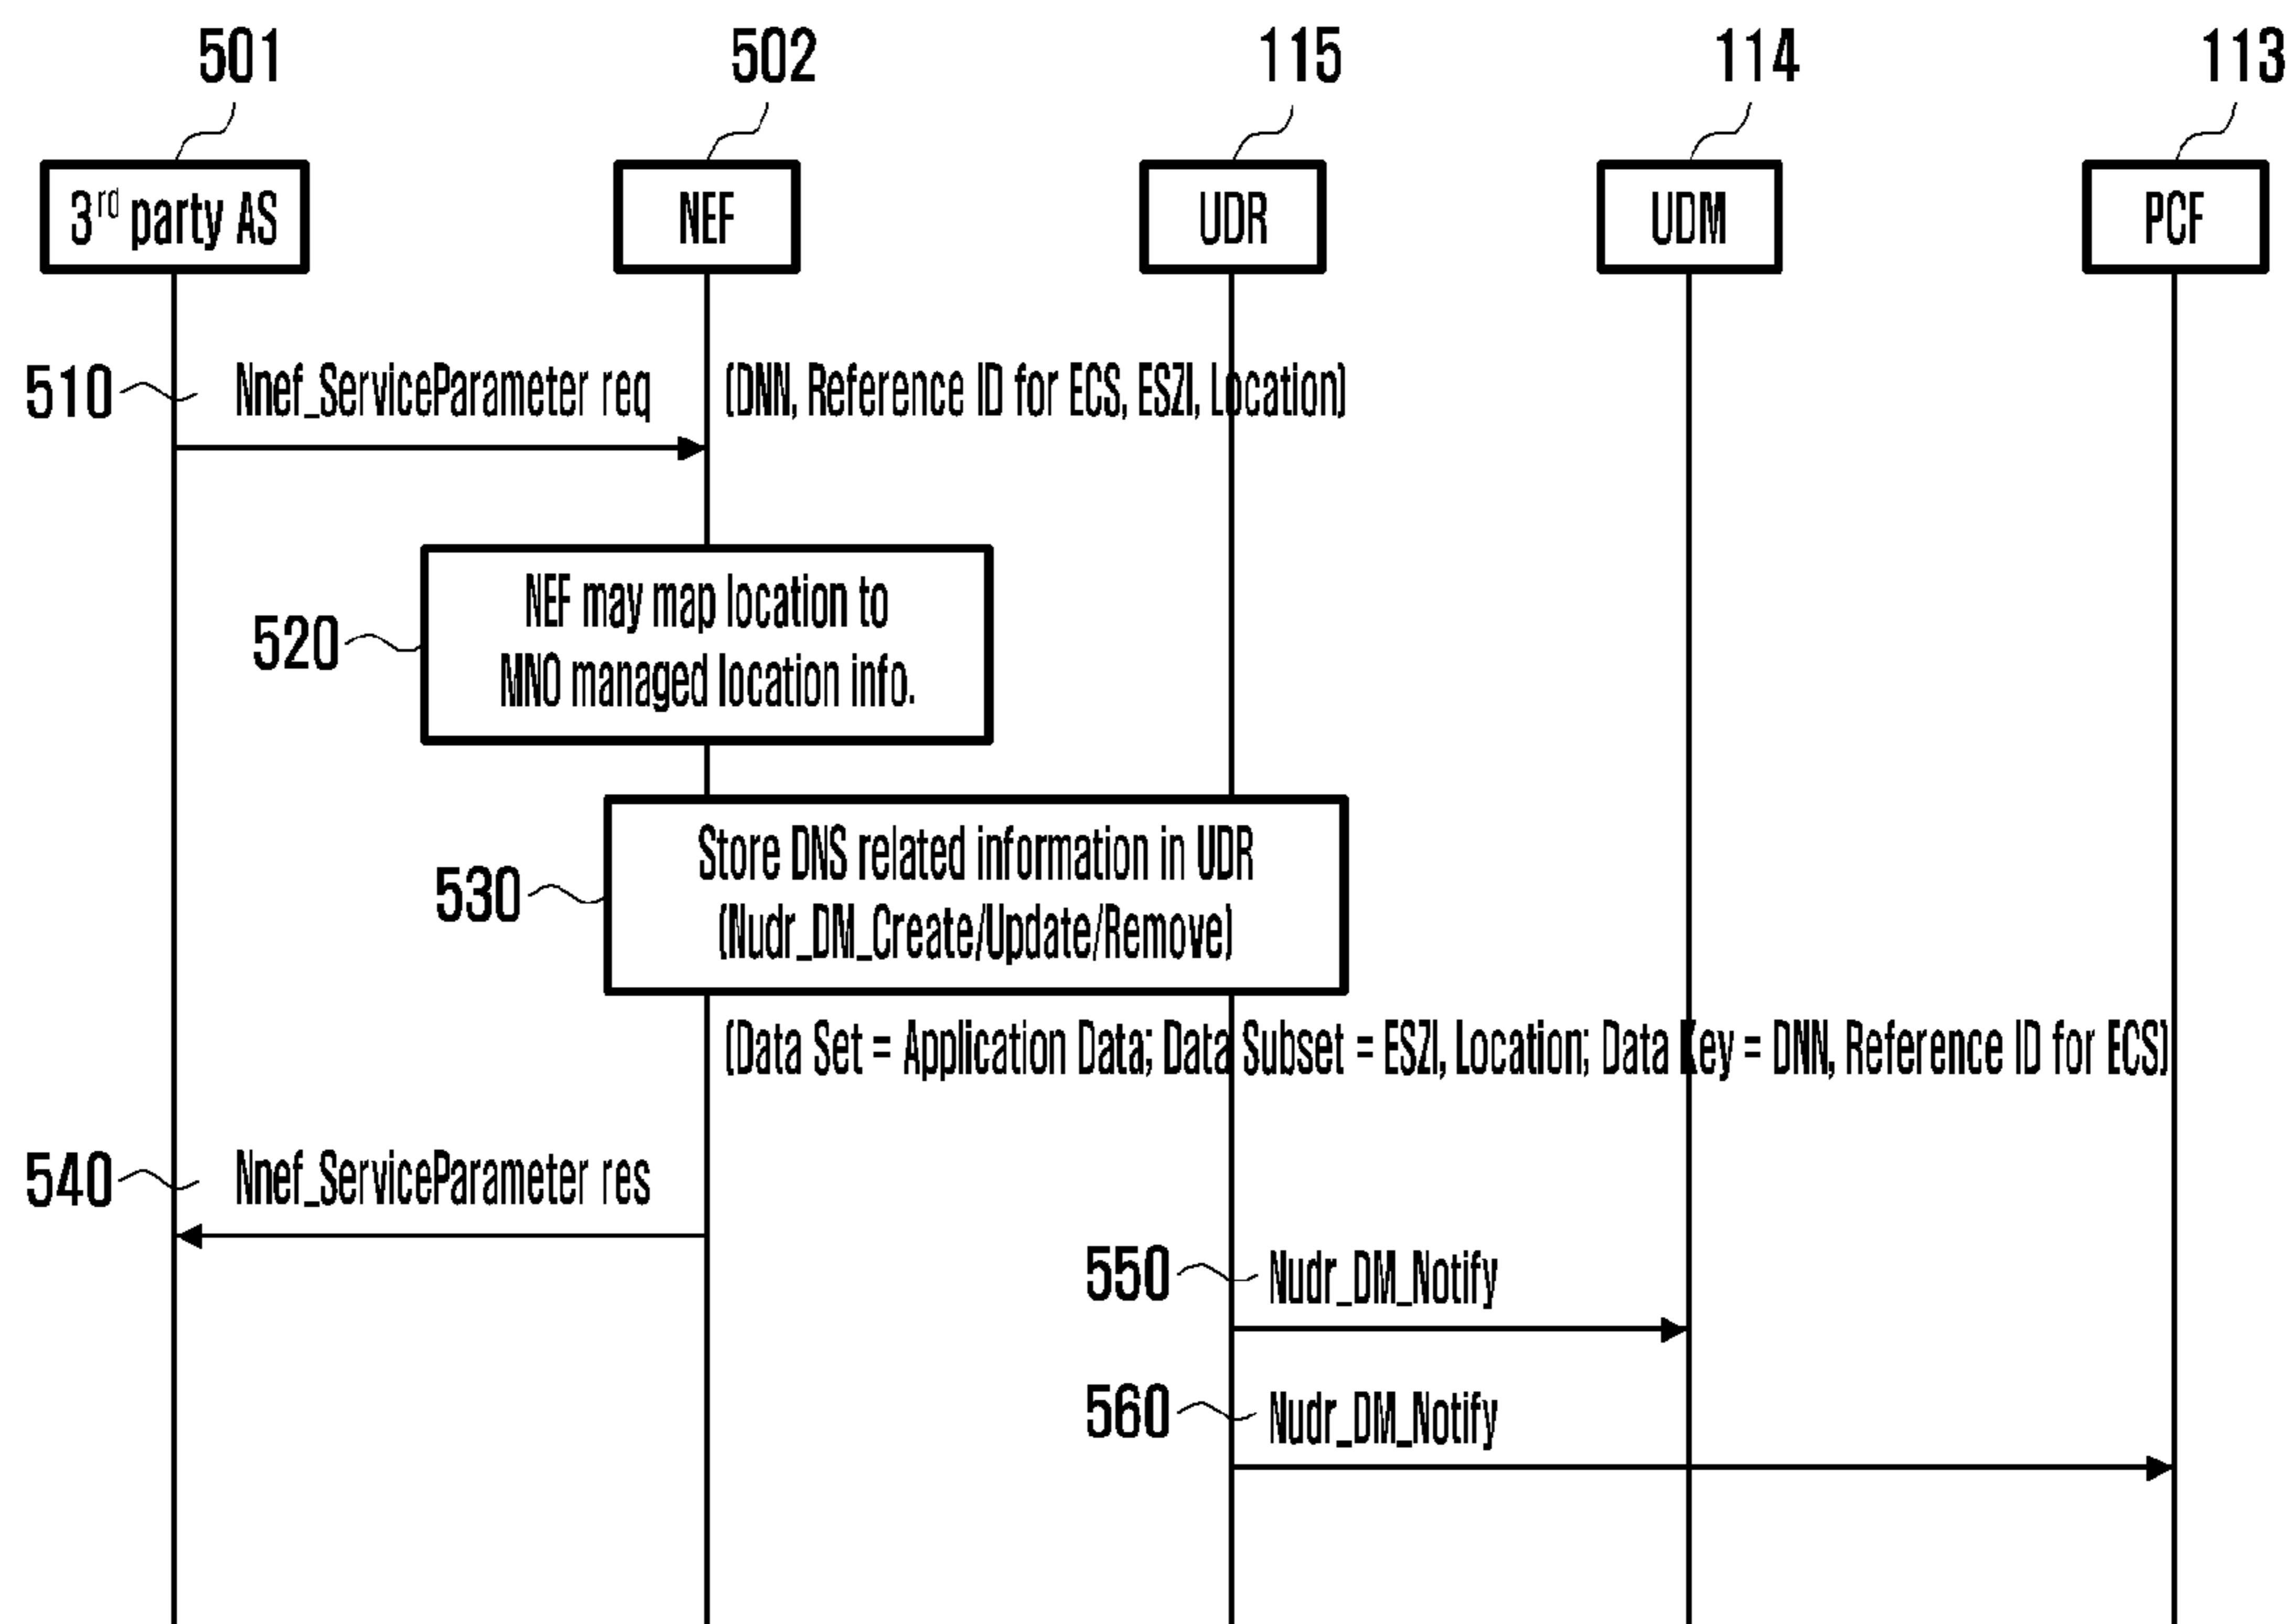 501
502
115
114
113
3rd party AS
NEF
UDR
UDM
PCF
510
Nnef_ServiceParameter req
(DNN, Reference ID for ECS, ESZI, Location)
520
NEF may map location to
MNO managed location info.
530
Store DNS related information in UDR
(Nudr_DM_Create/Update/Remove)
(Data Set = Application Data; Data Subset = ESZI, Location; Data Key = DNN, Reference ID for ECS)
540
Nnef_ServiceParameter res
550
Nudr_DM_Notify
560
Nudr_DM_Notify